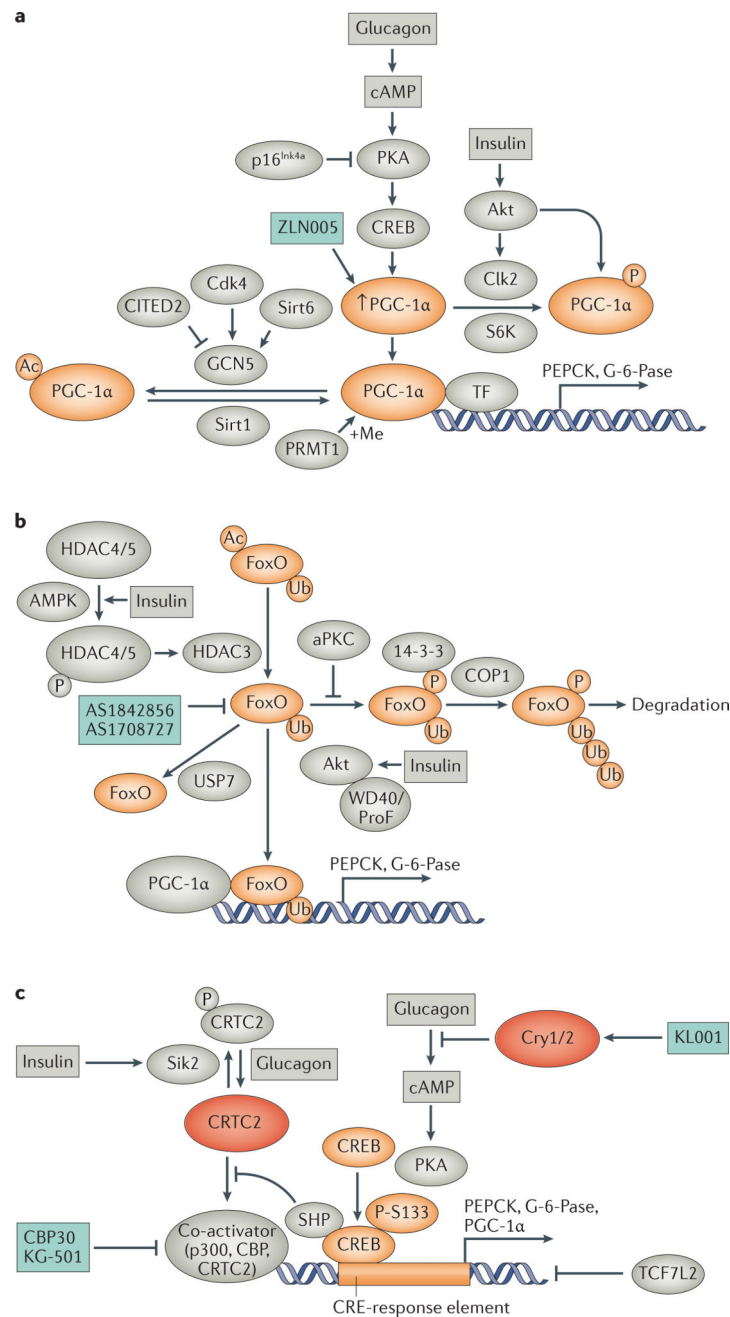 a
Glucagon
cAMP
p16Ink4a
PKA
Insulin
ZLN005
CREB
Akt
Cdk4
CITED2
Sirt6
↑PGC-1α
Clk2
P
PGC-1α
S6K
GCN5
Ac
PGC-1α
PGC-1α
TF
PEPCK, G-6-Pase
Sirt1
PRMT1
+Me
b
HDAC4/5
Ac
FoxO
Ub
AMPK
Insulin
HDAC4/5
P
HDAC3
aPKC
14-3-3
P
COP1
P
AS1842856
AS1708727
FoxO
Ub
FoxO
Ub
FoxO
Ub
Ub
Ub
Degradation
FoxO
USP7
Akt
Insulin
WD40/
ProF
PGC-1α
FoxO
Ub
PEPCK, G-6-Pase
c
P
CRTC2
Glucagon
Cry1/2
KL001
Insulin
Sik2
Glucagon
cAMP
CRTC2
CREB
PKA
SHP
P-S133
PEPCK, G-6-Pase,
PGC-1α
CBP30
KG-501
Co-activator
(p300, CBP,
CRTC2)
CREB
TCF7L2
CRE-response element